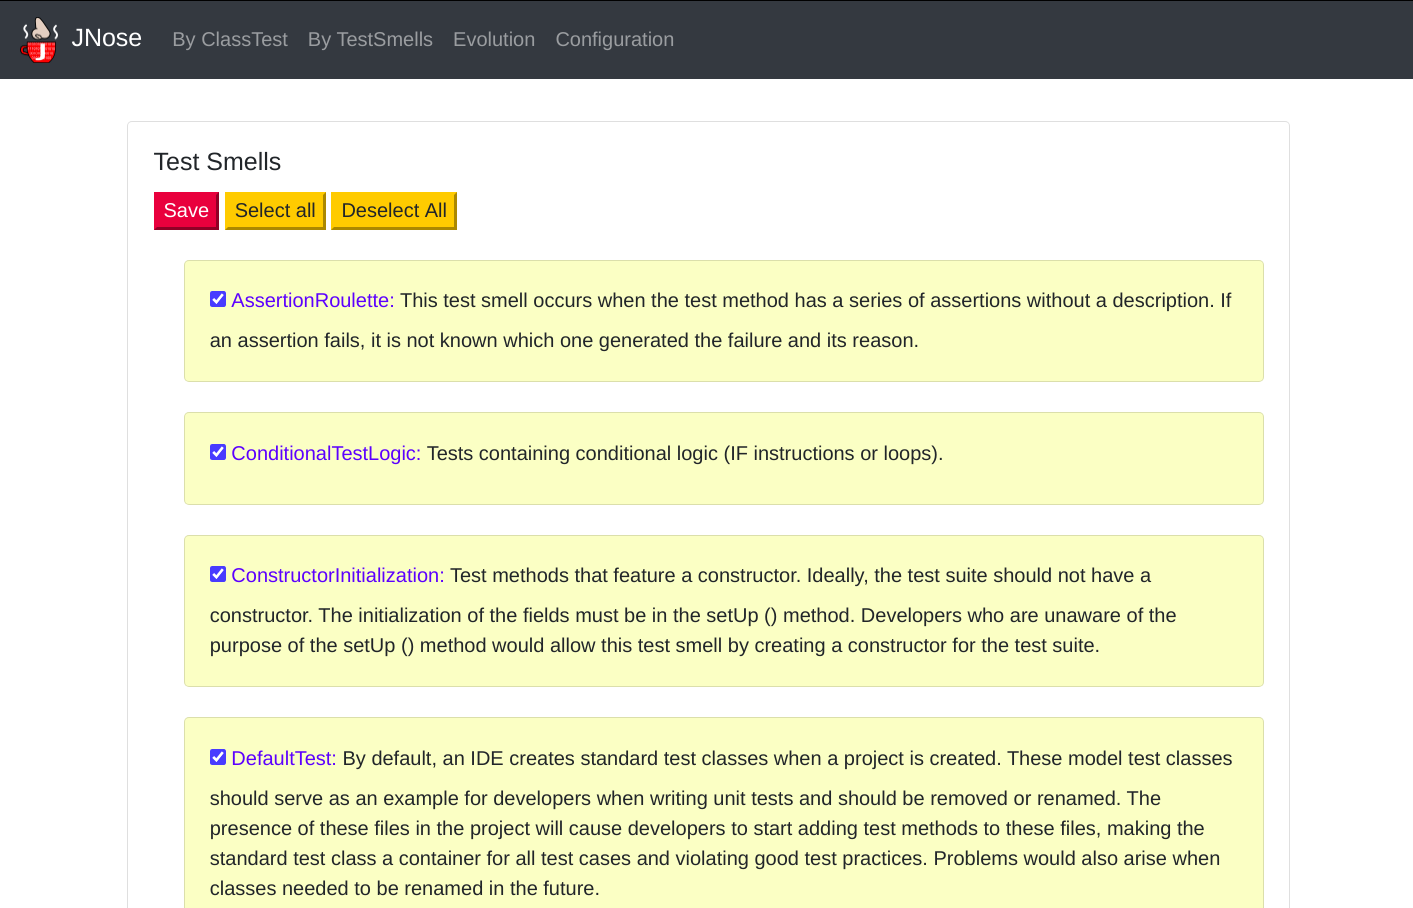 JNose By ClassTest By TestSmells Evolution Configuration
Test Smells
Save Select all Deselect All
AssertionRoulette: This test smell occurs when the test method has a series of assertions without a description. If
an assertion fails, it is not known which one generated the failure and its reason.
ConditionalTestLogic: Tests containing conditional logic (IF instructions or loops).
ConstructorInitialization: Test methods that feature a constructor. Ideally, the test suite should not have a
constructor. The initialization of the fields must be in the setUp () method. Developers who are unaware of the
purpose of the setUp () method would allow this test smell by creating a constructor for the test suite.
DefaultTest: By default, an IDE creates standard test classes when a project is created. These model test classes
should serve as an example for developers when writing unit tests and should be removed or renamed. The
presence of these files in the project will cause developers to start adding test methods to these files, making the
standard test class a container for all test cases and violating good test practices. Problems would also arise when
classes needed to be renamed in the future.